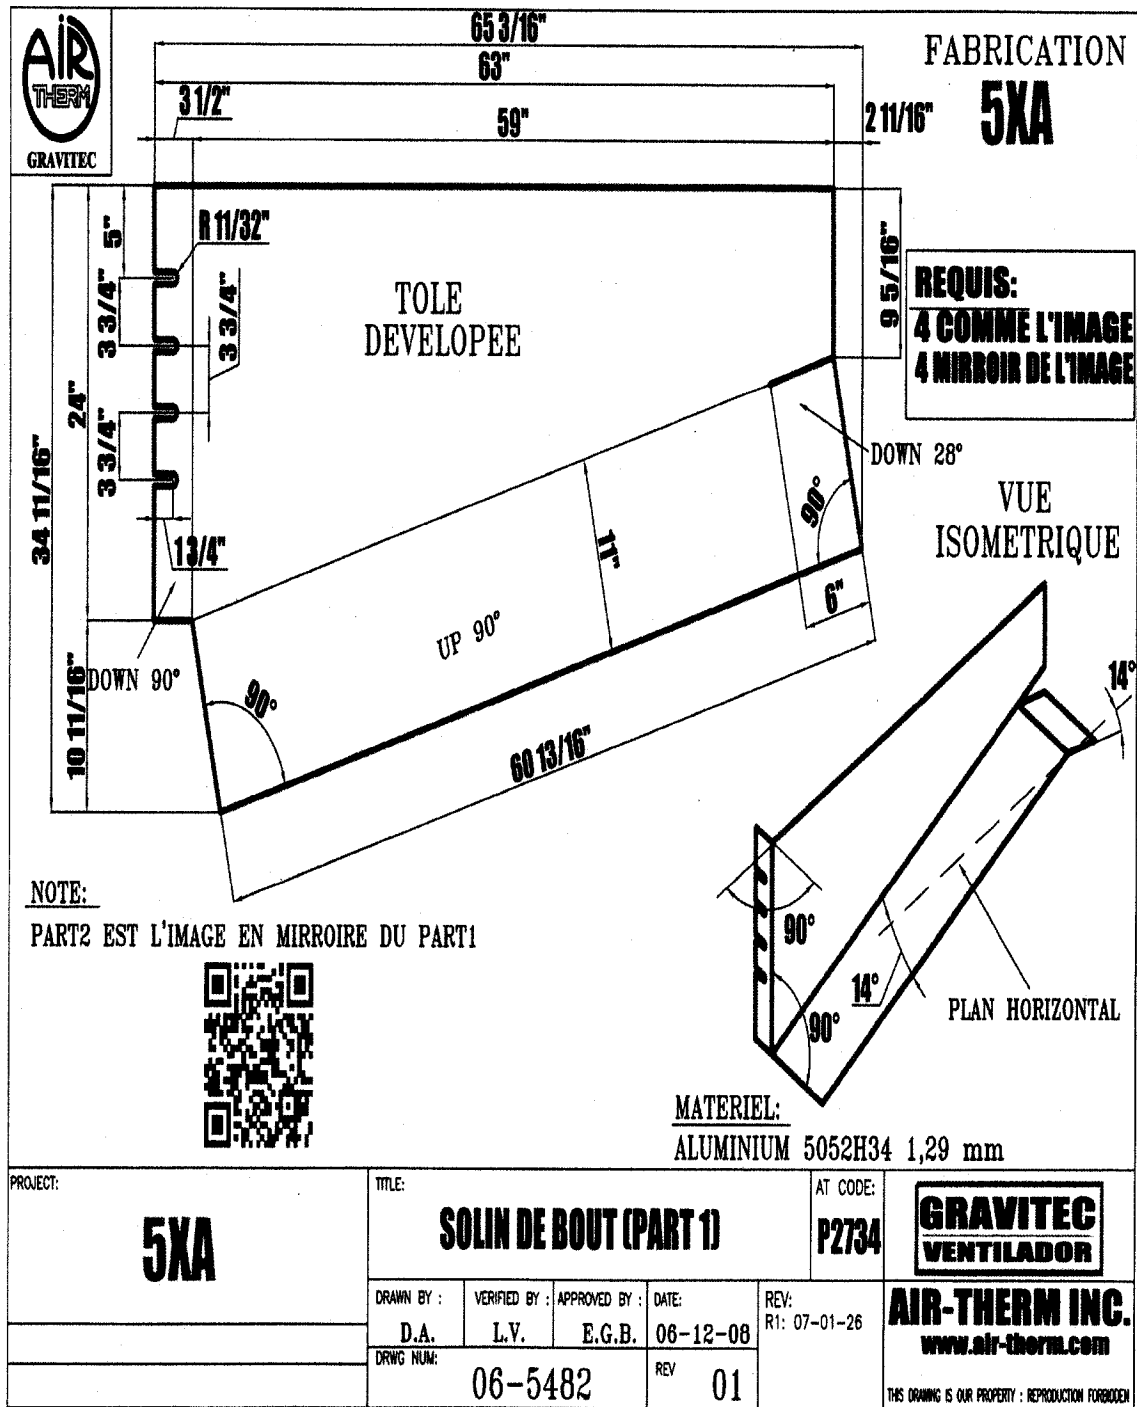 AIR
THERM
GRAVITEC
65 3/16"
63"
3 1/2"
59"
2 11/16"
FABRICATION
5XA
5"
R 11/32"
3 3/4"
3 3/4"
3 3/4"
24"
34 11/16"
10 11/16"
1 3/4"
TOLE
DEVELOPEE
9 5/16"
REQUIS:
4 COMME L'IMAGE
4 MIRROIR DE L'IMAGE
DOWN 28°
90°
11"
6"
UP 90°
DOWN 90°
90°
60 13/16"
VUE
ISOMETRIQUE
14°
90°
14°
90°
PLAN HORIZONTAL
NOTE:
PART2 EST L'IMAGE EN MIRROIRE DU PART1
MATERIEL:
ALUMINIUM 5052H34 1,29 mm
PROJECT:
5XA
TITLE:
SOLIN DE BOUT (PART 1)
AT CODE:
P2734
GRAVITEC
VENTILADOR
DRAWN BY :
D.A.
VERIFIED BY :
L.V.
APPROVED BY :
E.G.B.
DATE:
06-12-08
REV:
R1: 07-01-26
DRWG NUM:
06-5482
REV
01
AIR-THERM INC.
www.air-therm.com
THIS DRAWING IS OUR PROPERTY : REPRODUCTION FORBIDDEN